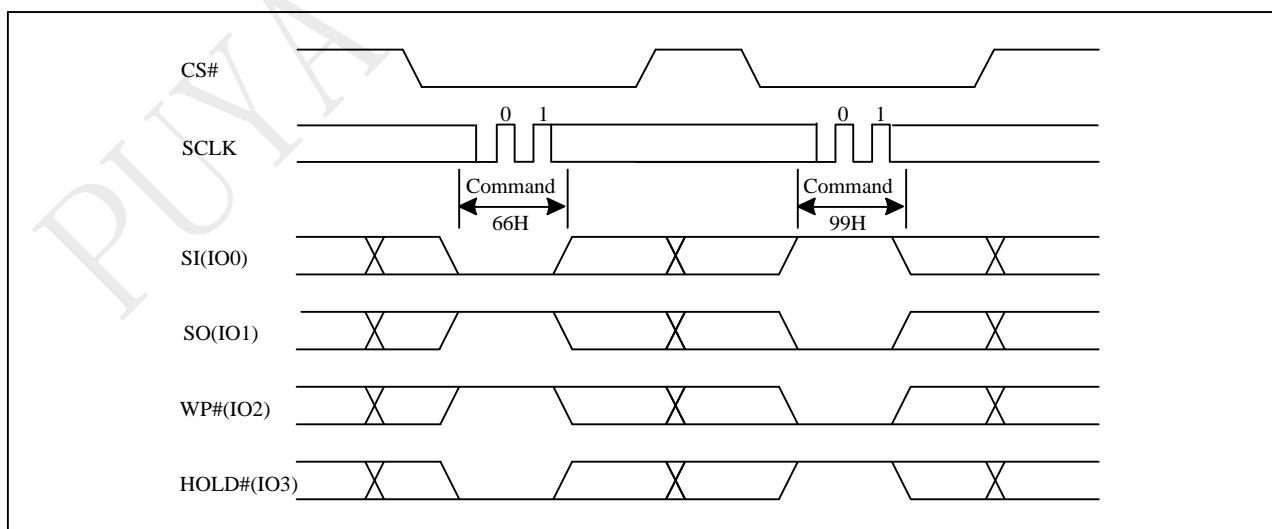 PUYA
CS#
0 1 0 1
SCLK
Command Command
66H 99H
SI(IO0)
SO(IO1)
WP#(IO2)
HOLD#(IO3)